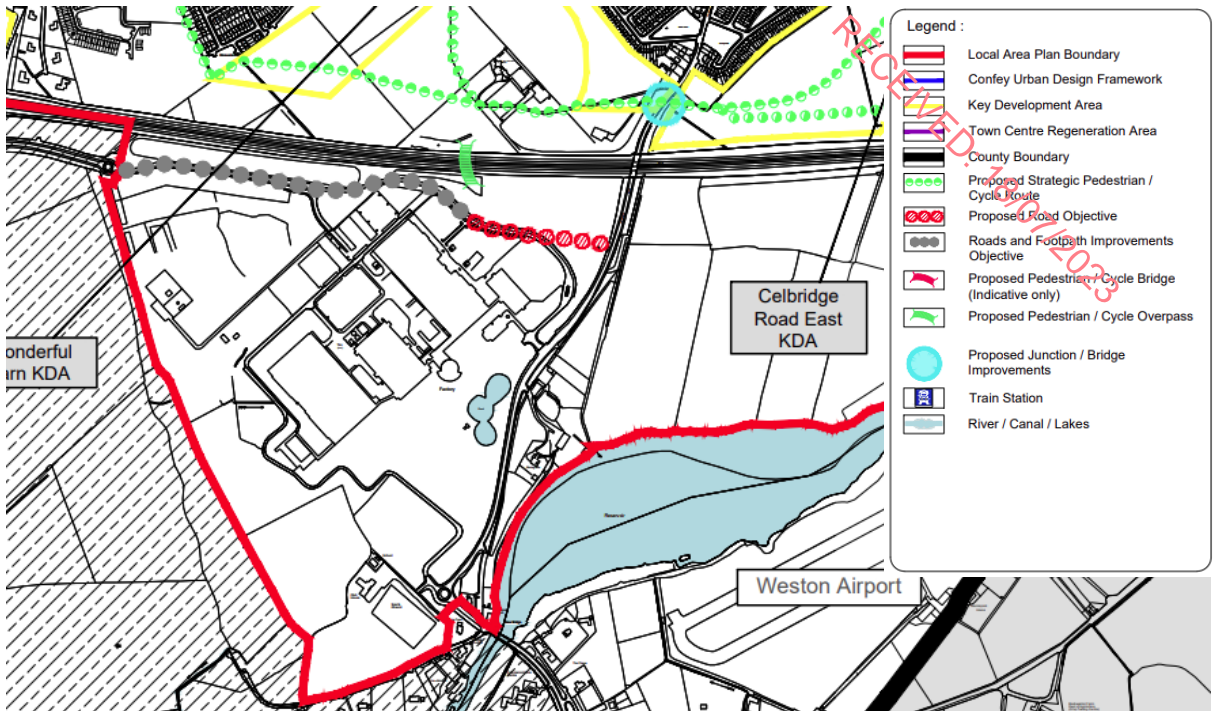 Legend :
Local Area Plan Boundary
Confey Urban Design Framework
Key Development Area
Town Centre Regeneration Area
County Boundary
Proposed Strategic Pedestrian /
Cycle Route
Proposed Road Objective
Roads and Footpath Improvements
Objective
Proposed Pedestrian / Cycle Bridge
(Indicative only)
Proposed Pedestrian / Cycle Overpass
Proposed Junction / Bridge
Improvements
Train Station
River / Canal / Lakes
RECEIVED: 18/07/2023
Celbridge
Road East
KDA
onderful
arn KDA
Factory
Reservoir
Weston Airport